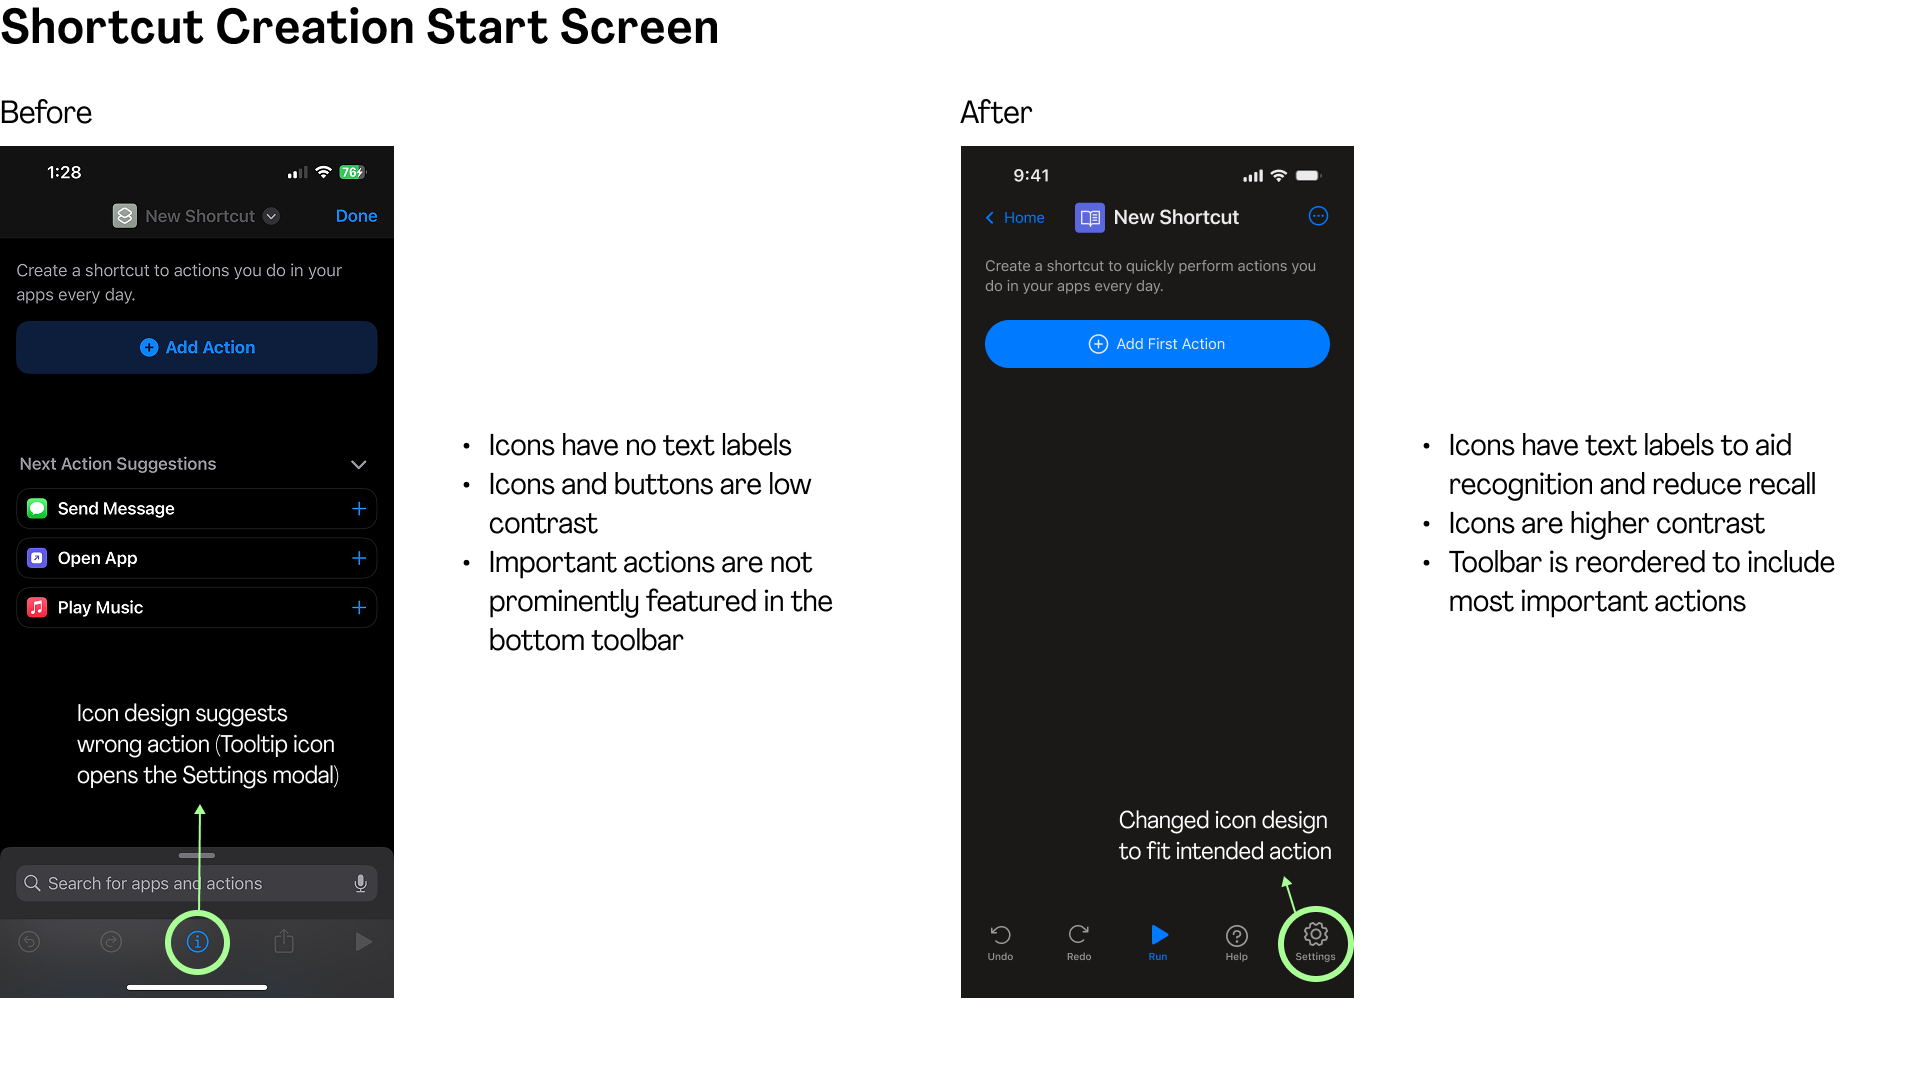 Shortcut Creation Start Screen
Before
1:28
76
New Shortcut
Done
Create a shortcut to actions you do in your
apps every day.
Add Action
Next Action Suggestions
Send Message
Open App
Play Music
Icon design suggests
wrong action (Tooltip icon
opens the Settings modal)
Search for apps and actions
• Icons have no text labels
• Icons and buttons are low
contrast
• Important actions are not
prominently featured in the
bottom toolbar
After
9:41
Home
New Shortcut
Create a shortcut to quickly perform actions you
do in your apps every day.
Add First Action
Changed icon design
to fit intended action
Undo
Redo
Run
Help
Settings
• Icons have text labels to aid
recognition and reduce recall
• Icons are higher contrast
• Toolbar is reordered to include
most important actions